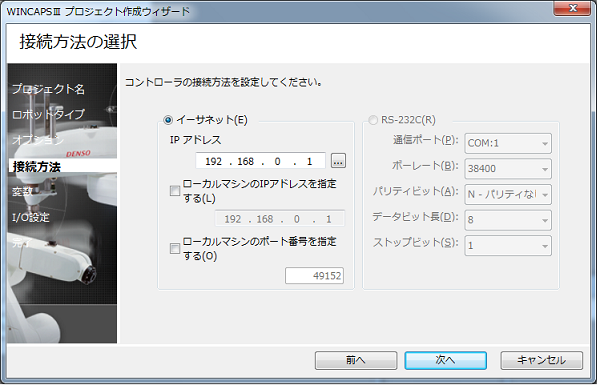 WINCAPSⅢ プロジェクト作成ウィザード
接続方法の選択
プロジェクト名
ロボットタイプ
オプション
DENSO
接続方法
変数
I/O設定
完了
コントローラの接続方法を設定してください。
イーサネット(E)
IP アドレス
192 . 168 . 0 . 1
...
ローカルマシンのIPアドレスを指定
する(L)
192 . 168 . 0 . 1
ローカルマシンのポート番号を指定
する(O)
49152
RS-232C(R)
通信ポート(P): COM:1
ボーレート(B): 38400
パリティビット(A): N - パリティなし
データビット長(D): 8
ストップビット(S): 1
前へ
次へ
キャンセル